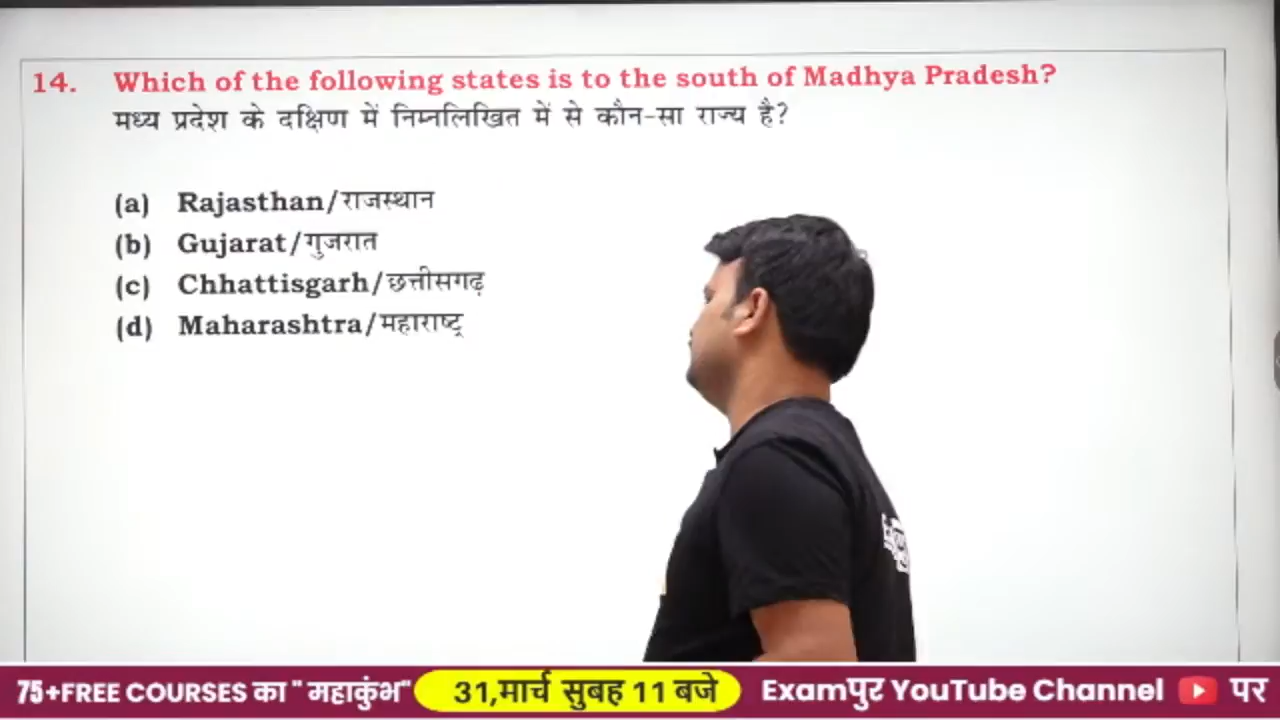 14. Which of the following states is to the south of Madhya Pradesh?
मध्य प्रदेश के दक्षिण में निम्नलिखित में से कौन-सा राज्य है?
(a) Rajasthan/राजस्थान
(b) Gujarat/गुजरात
(c) Chhattisgarh/छत्तीसगढ़
(d) Maharashtra/महाराष्ट्र
75+FREE COURSES का " महाकुंभ" 31,मार्च सुबह 11 बजे Examपुर YouTube Channel पर